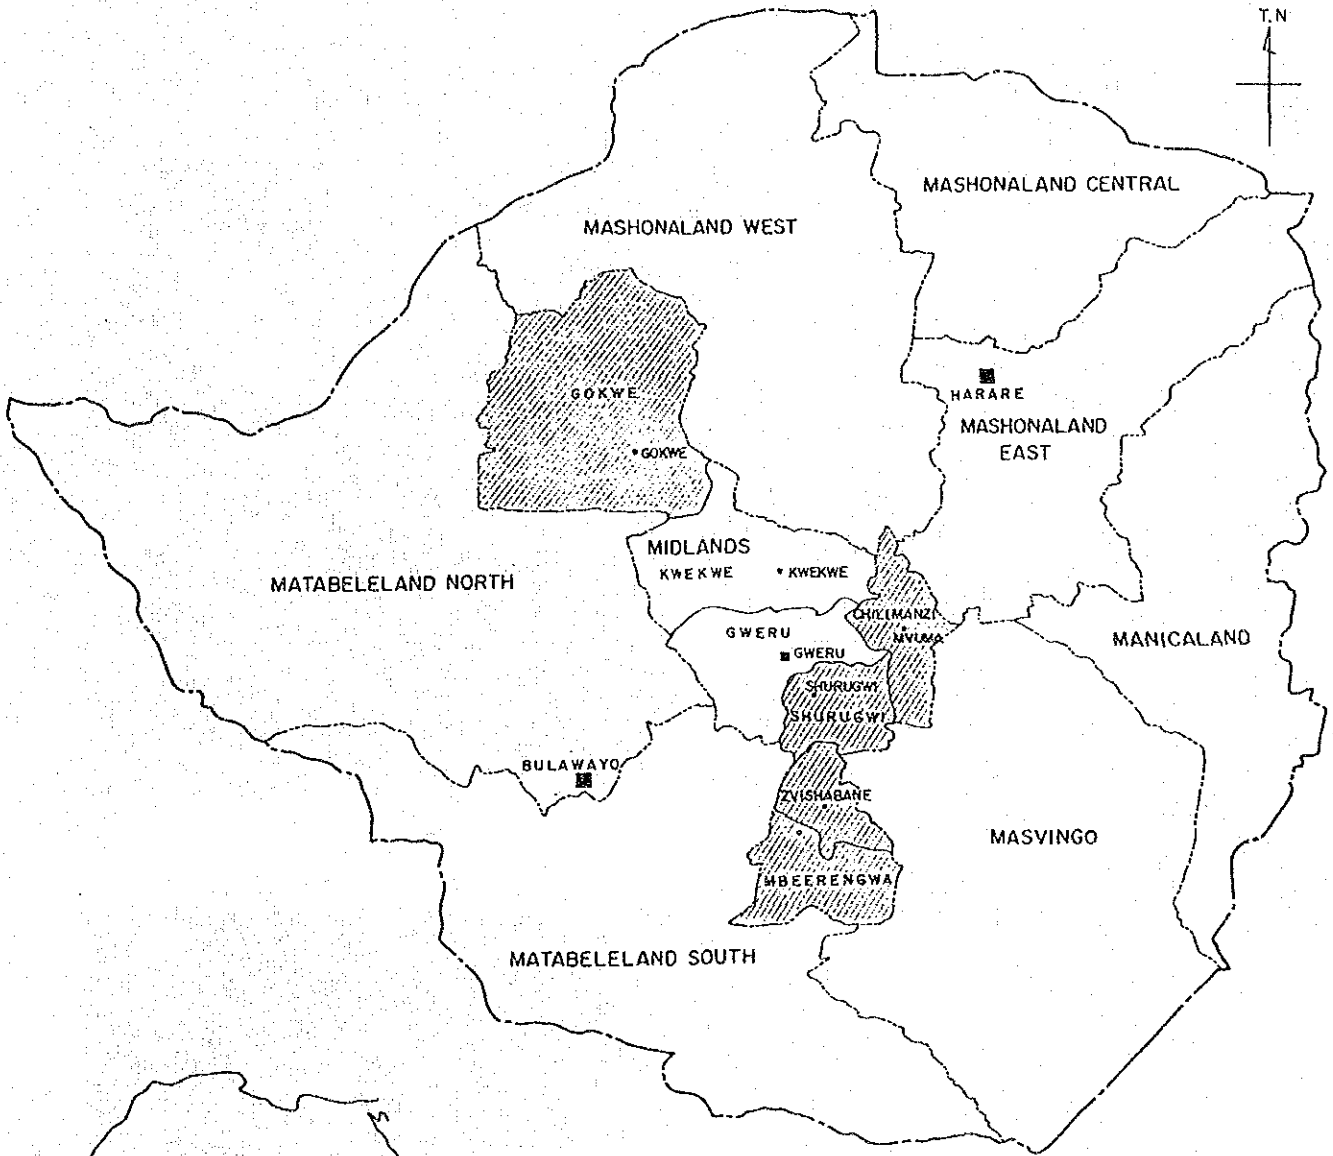 T.N
MASHONALAND CENTRAL
MASHONALAND WEST
GOKWE
HARARE
MASHONALAND
EAST
GOKWE
MIDLANDS
KWEKWE
KWEKWE
MATABELELAND NORTH
CHILIMANZI
GWERU
MVUMA
MANICALAND
GWERU
SHURUGWI
SHURUGWI
BULAWAYO
ZVISHABANE
MASVINGO
MBEERENGWA
MATABELELAND SOUTH